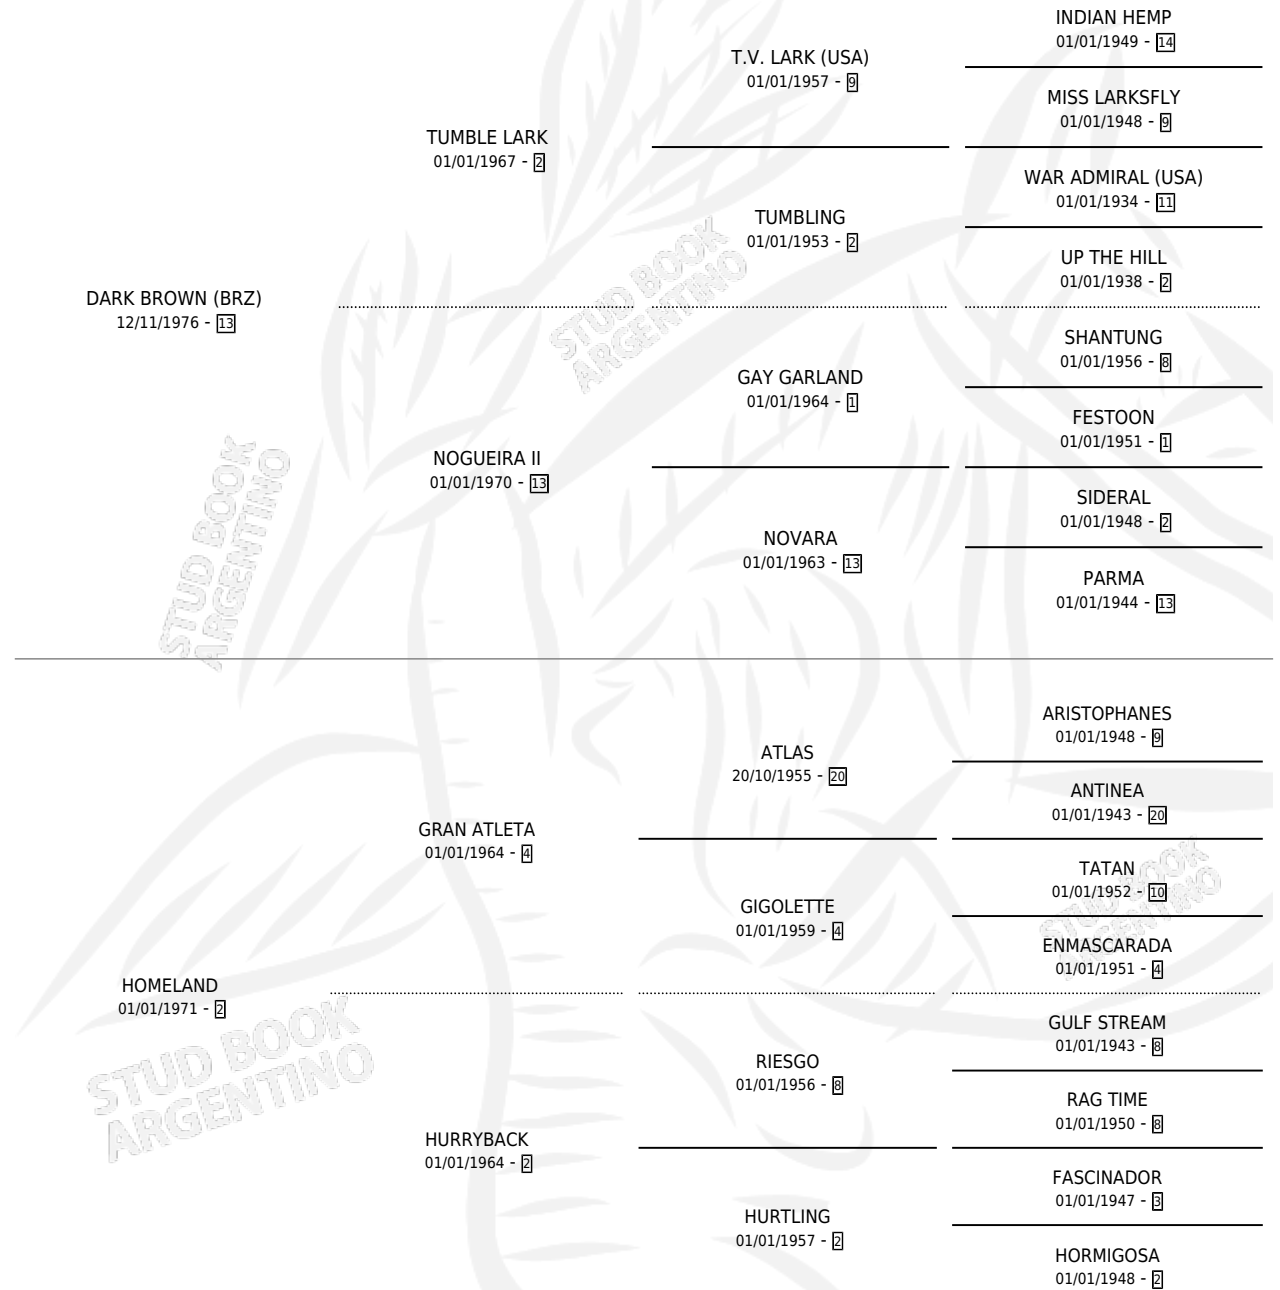 INDIAN HEMP
01/01/1949 - 14
T.V. LARK (USA)
01/01/1957 - 9
MISS LARKSFLY
01/01/1948 - 9
TUMBLE LARK
01/01/1967 - 2
WAR ADMIRAL (USA)
01/01/1934 - 11
TUMBLING
01/01/1953 - 2
UP THE HILL
01/01/1938 - 2
DARK BROWN (BRZ)
12/11/1976 - 13
STUD BOOK
ARGENTINO
SHANTUNG
01/01/1956 - 8
GAY GARLAND
01/01/1964 - 1
FESTOON
01/01/1951 - 1
NOGUEIRA II
01/01/1970 - 13
SIDERAL
01/01/1948 - 2
NOVARA
01/01/1963 - 13
PARMA
01/01/1944 - 13
STUD BOOK
ARGENTINO
ARISTOPHANES
01/01/1948 - 9
ATLAS
20/10/1955 - 20
ANTINEA
01/01/1943 - 20
GRAN ATLETA
01/01/1964 - 4
TATAN
01/01/1952 - 10
GIGOLETTE
01/01/1959 - 4
STUD BOOK
ARGENTINO
ENMASCARADA
01/01/1951 - 4
HOMELAND
01/01/1971 - 2
GULF STREAM
01/01/1943 - 8
RIESGO
01/01/1956 - 8
STUD BOOK
ARGENTINO
RAG TIME
01/01/1950 - 8
HURRYBACK
01/01/1964 - 2
FASCINADOR
01/01/1947 - 3
HURTLING
01/01/1957 - 2
HORMIGOSA
01/01/1948 - 2